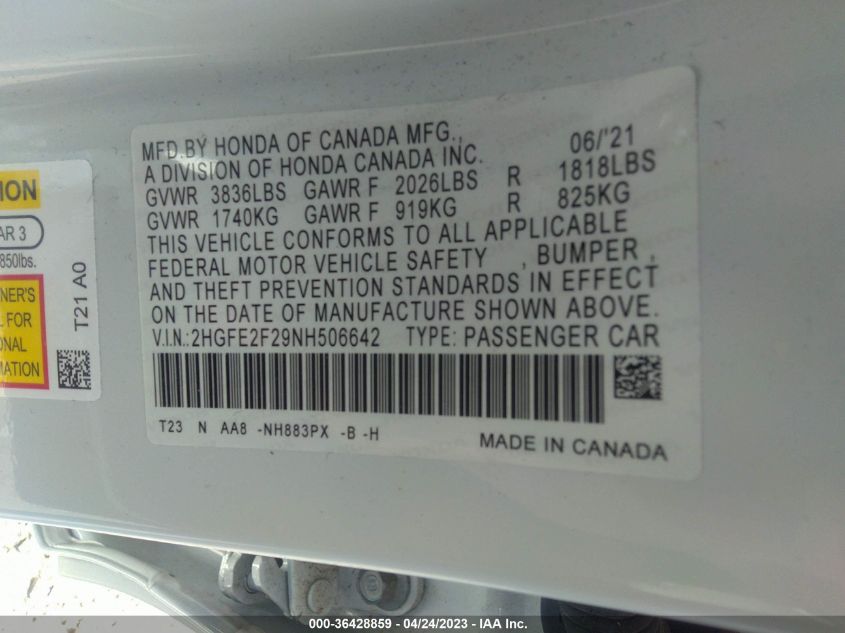 MFD.BY HONDA OF CANADA MFG., 06/'21
A DIVISION OF HONDA CANADA INC.
GVWR 3836LBS GAWR F 2026LBS R 1818LBS
GVWR 1740KG GAWR F 919KG R 825KG
THIS VEHICLE CONFORMS TO ALL APPLICABLE
FEDERAL MOTOR VEHICLE SAFETY , BUMPER ,
AND THEFT PREVENTION STANDARDS IN EFFECT
ON THE DATE OF MANUFACTURE SHOWN ABOVE.
V.I.N.:2HGFE2F29NH506642 TYPE: PASSENGER CAR
T23 N AA8 -NH883PX -B -H
MADE IN CANADA
ION
AR 3
850lbs.
NER'S
L FOR
ONAL
MATION
T21 A0
000-36428859 / 04/24/2023 - IAA Inc.